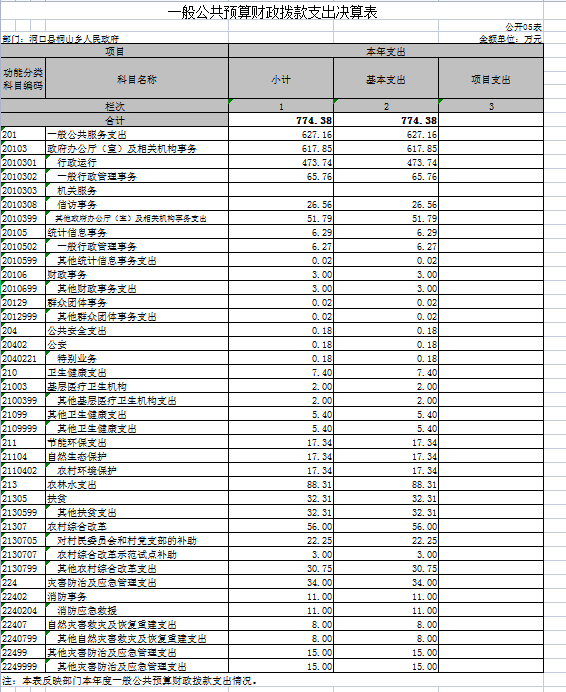 一般公共预算财政拨款支出决算表
公开05表
部门：洞口县桐山乡人民政府 金额单位：万元
项目 本年支出
功能分类科目编码 科目名称 小计 基本支出 项目支出
栏次 1 2 3
合计 774.38 774.38
201 一般公共服务支出 627.16 627.16
20103 政府办公厅（室）及相关机构事务 617.85 617.85
2010301 行政运行 473.74 473.74
2010302 一般行政管理事务 65.76 65.76
2010303 机关服务
2010308 信访事务 26.56 26.56
2010399 其他政府办公厅（室）及相关机构事务支出 51.79 51.79
20105 统计信息事务 6.29 6.29
2010502 一般行政管理事务 6.27 6.27
2010599 其他统计信息事务支出 0.02 0.02
20106 财政事务 3.00 3.00
2010699 其他财政事务支出 3.00 3.00
20129 群众团体事务 0.02 0.02
2012999 其他群众团体事务支出 0.02 0.02
204 公共安全支出 0.18 0.18
20402 公安 0.18 0.18
2040221 特别业务 0.18 0.18
210 卫生健康支出 7.40 7.40
21003 基层医疗卫生机构 2.00 2.00
2100399 其他基层医疗卫生机构支出 2.00 2.00
21099 其他卫生健康支出 5.40 5.40
2109999 其他卫生健康支出 5.40 5.40
211 节能环保支出 17.34 17.34
21104 自然生态保护 17.34 17.34
2110402 农村环境保护 17.34 17.34
213 农林水支出 88.31 88.31
21305 扶贫 32.31 32.31
2130599 其他扶贫支出 32.31 32.31
21307 农村综合改革 56.00 56.00
2130705 对村民委员会和村党支部的补助 22.25 22.25
2130707 农村综合改革示范试点补助 3.00 3.00
2130799 其他农村综合改革支出 30.75 30.75
224 灾害防治及应急管理支出 34.00 34.00
22402 消防事务 11.00 11.00
2240204 消防应急救援 11.00 11.00
22407 自然灾害救灾及恢复重建支出 8.00 8.00
2240799 其他自然灾害救灾及恢复重建支出 8.00 8.00
22499 其他灾害防治及应急管理支出 15.00 15.00
2249999 其他灾害防治及应急管理支出 15.00 15.00
注：本表反映部门本年度一般公共预算财政拨款支出情况。